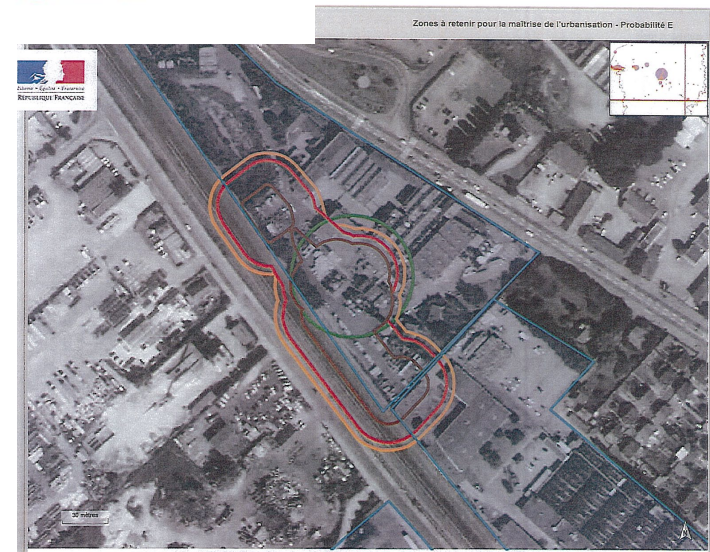 Zones à retenir pour la maîtrise de l'urbanisation - Probabilité E
Liberté • Égalité • Fraternité
RÉPUBLIQUE FRANÇAISE
30 mètres